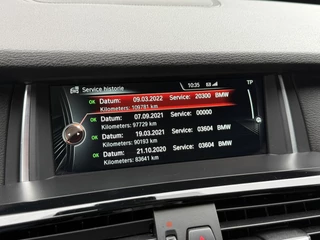 Service historie
10:35
TP
OK Datum: 09.03.2022 Service: 20300 BMW
Kilometers: 109781 km
OK Datum: 07.09.2021 Service: 00000
Kilometers: 97729 km
OK Datum: 19.03.2021 Service: 03604 BMW
Kilometers: 90193 km
OK Datum: 21.10.2020 Service: 03604 BMW
Kilometers: 83641 km